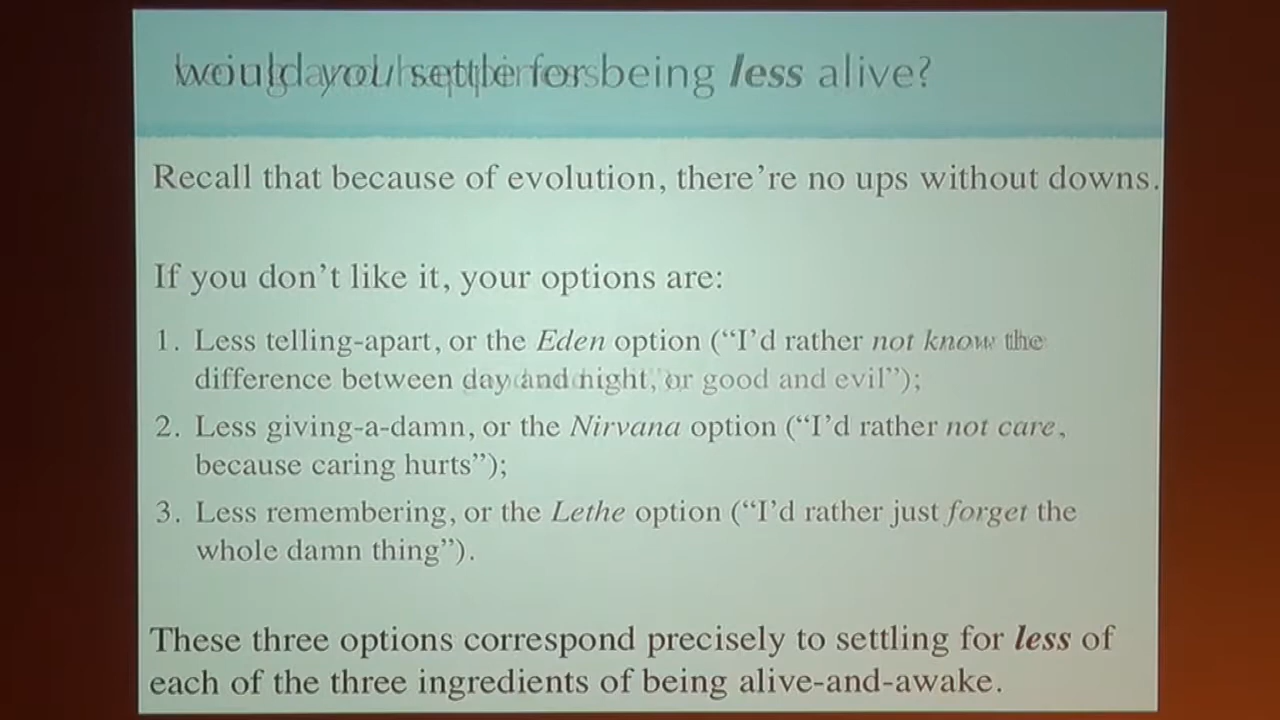 would you settle for being less alive?
Recall that because of evolution, there’re no ups without downs.
If you don’t like it, your options are:
1. Less telling-apart, or the Eden option (“I’d rather not know the
difference between day and night, or good and evil”);
2. Less giving-a-damn, or the Nirvana option (“I’d rather not care,
because caring hurts”);
3. Less remembering, or the Lethe option (“I’d rather just forget the
whole damn thing”).
These three options correspond precisely to settling for less of
each of the three ingredients of being alive-and-awake.